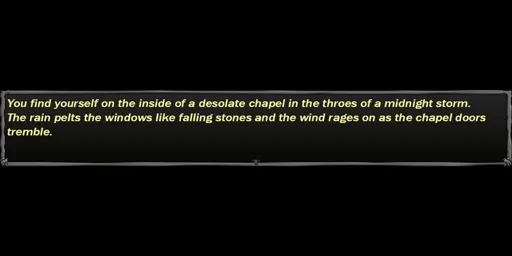 You find yourself on the inside of a desolate chapel in the throes of a midnight storm.
The rain pelts the windows like falling stones and the wind rages on as the chapel doors
tremble.